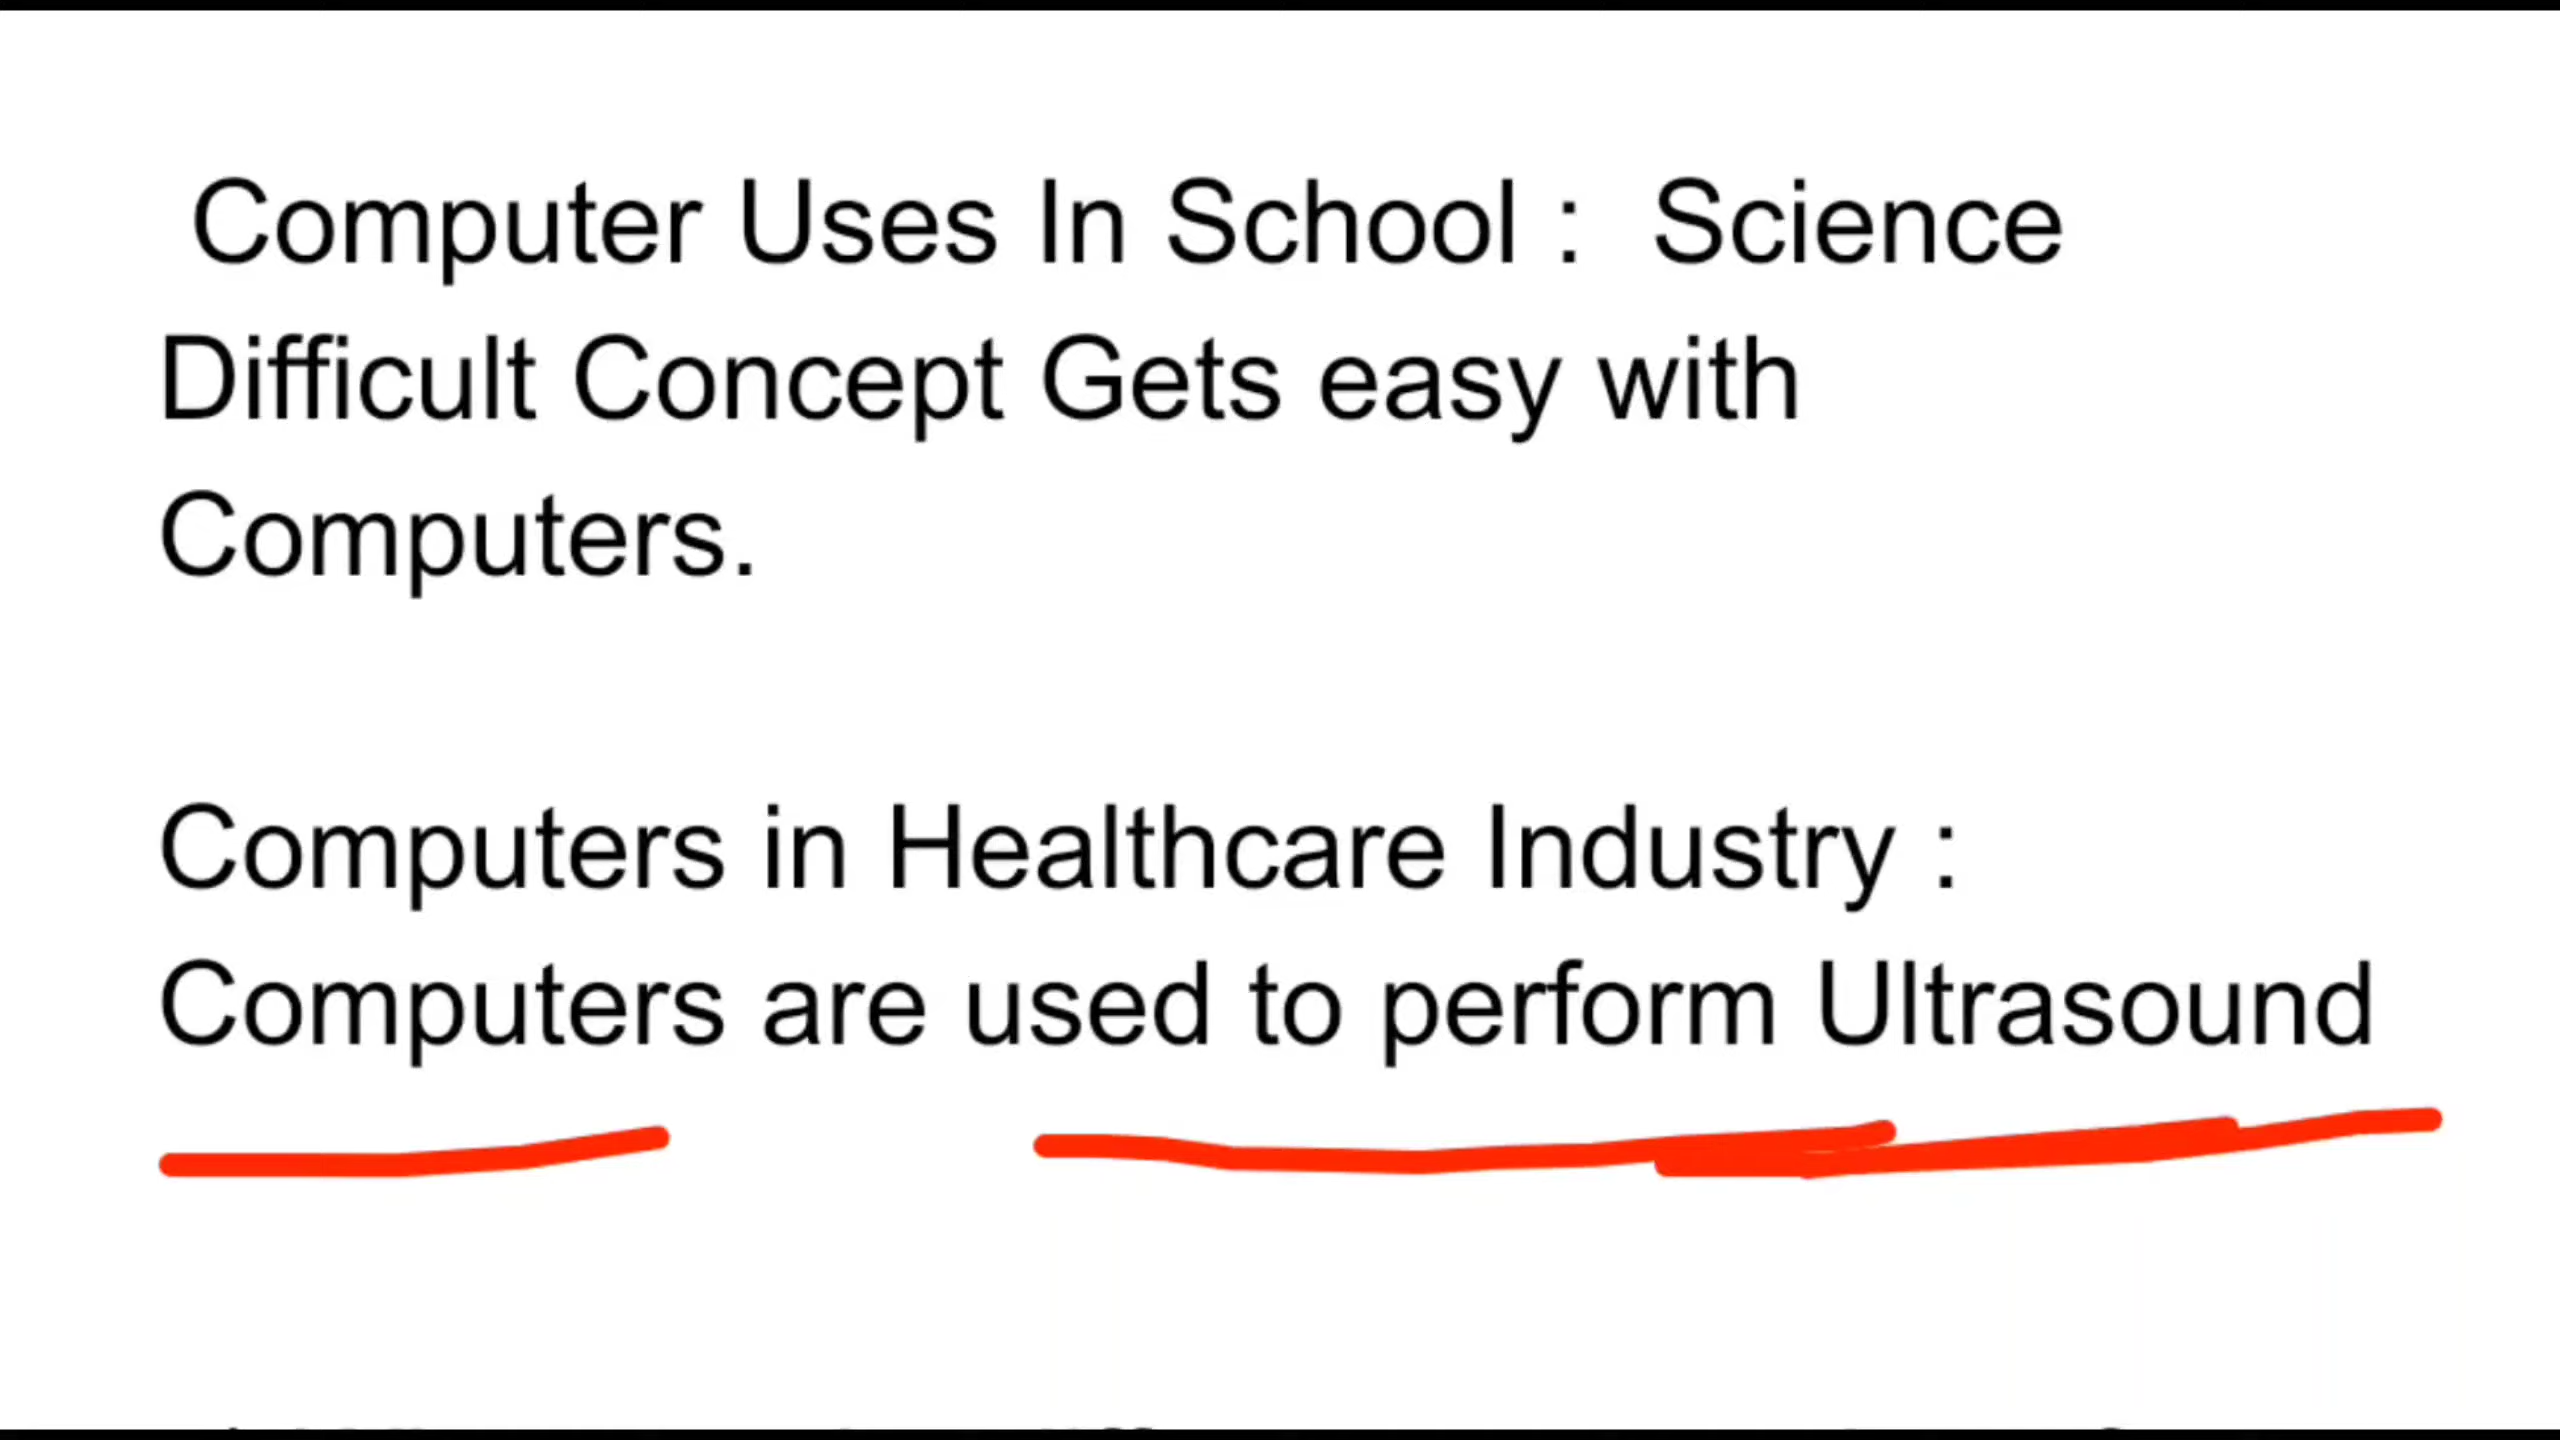 Computer Uses In School :  Science
Difficult Concept Gets easy with
Computers.
Computers in Healthcare Industry :
Computers are used to perform Ultrasound